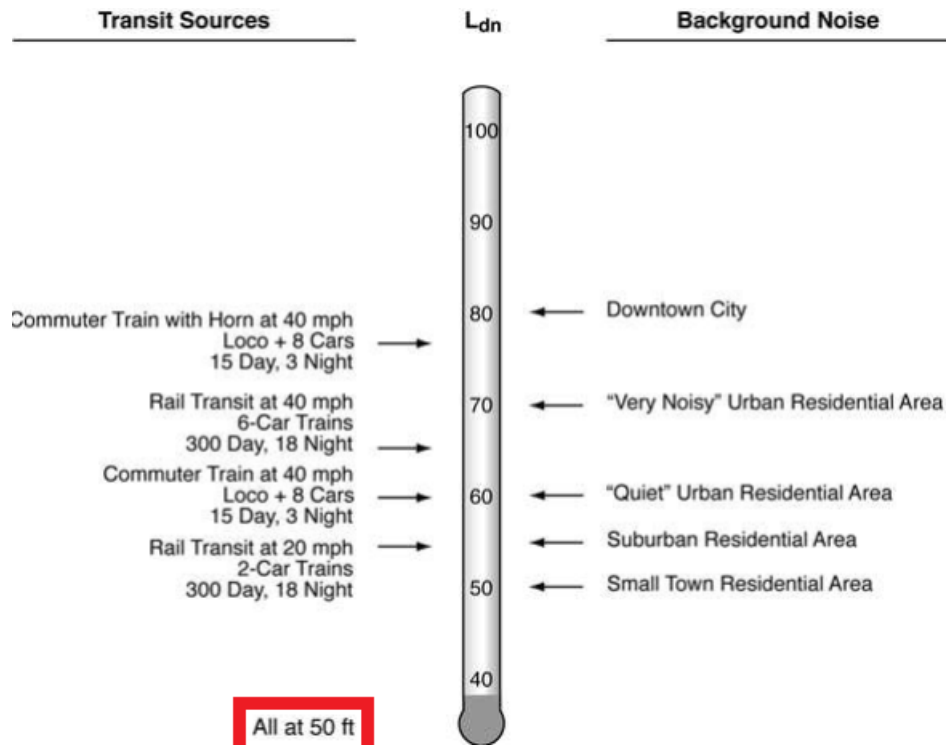 Transit Sources
Ldn
Background Noise
100
90
80
70
60
50
40
Commuter Train with Horn at 40 mph
Loco + 8 Cars
15 Day, 3 Night
Rail Transit at 40 mph
6-Car Trains
300 Day, 18 Night
Commuter Train at 40 mph
Loco + 8 Cars
15 Day, 3 Night
Rail Transit at 20 mph
2-Car Trains
300 Day, 18 Night
All at 50 ft
Downtown City
“Very Noisy” Urban Residential Area
“Quiet” Urban Residential Area
Suburban Residential Area
Small Town Residential Area